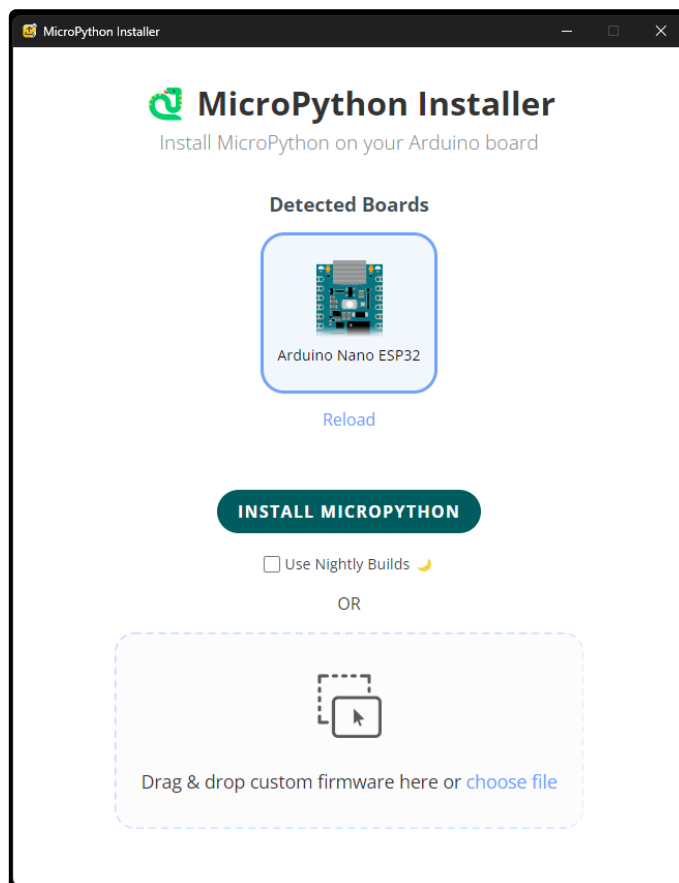 MicroPython Installer
MicroPython Installer
Install MicroPython on your Arduino board
Detected Boards
Arduino Nano ESP32
Reload
INSTALL MICROPYTHON
Use Nightly Builds 🌙
OR
Drag & drop custom firmware here or choose file